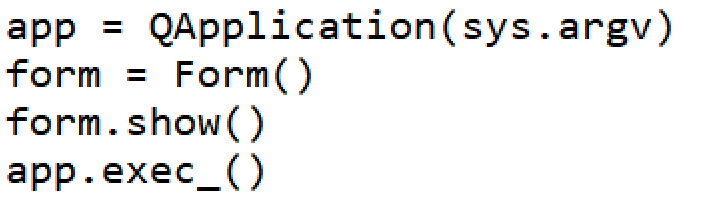 app = QApplication(sys.argv)
form = Form()
form.show()
app.exec_()